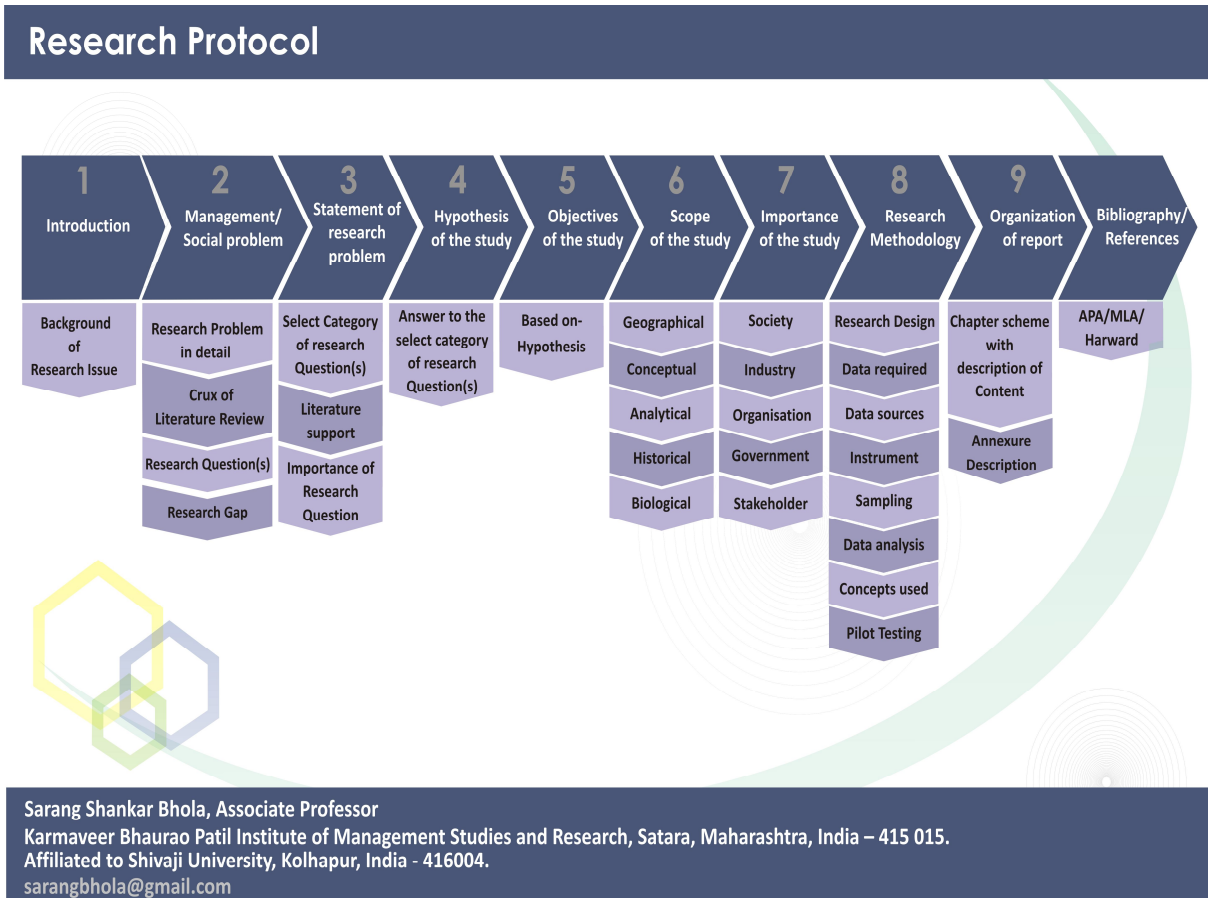 Research Protocol
1
Introduction
Background
of
Research Issue
2
Management/
Social problem
Research Problem
in detail
Crux of
Literature Review
Research Question(s)
Research Gap
3
Statement of
research
problem
Select Category
of research
Question(s)
Literature
support
Importance of
Research
Question
4
Hypothesis
of the study
Answer to the
select category
of research
Question(s)
5
Objectives
of the study
Based on-
Hypothesis
6
Scope
of the study
Geographical
Conceptual
Analytical
Historical
Biological
7
Importance
of the study
Society
Industry
Organisation
Government
Stakeholder
8
Research
Methodology
Research Design
Data required
Data sources
Instrument
Sampling
Data analysis
Concepts used
Pilot Testing
9
Organization
of report
Chapter scheme
with
description of
Content
Annexure
Description
Bibliography/
References
APA/MLA/
Harward
Sarang Shankar Bhola, Associate Professor
Karmaveer Bhaurao Patil Institute of Management Studies and Research, Satara, Maharashtra, India – 415 015.
Affiliated to Shivaji University, Kolhapur, India - 416004.
sarangbhola@gmail.com